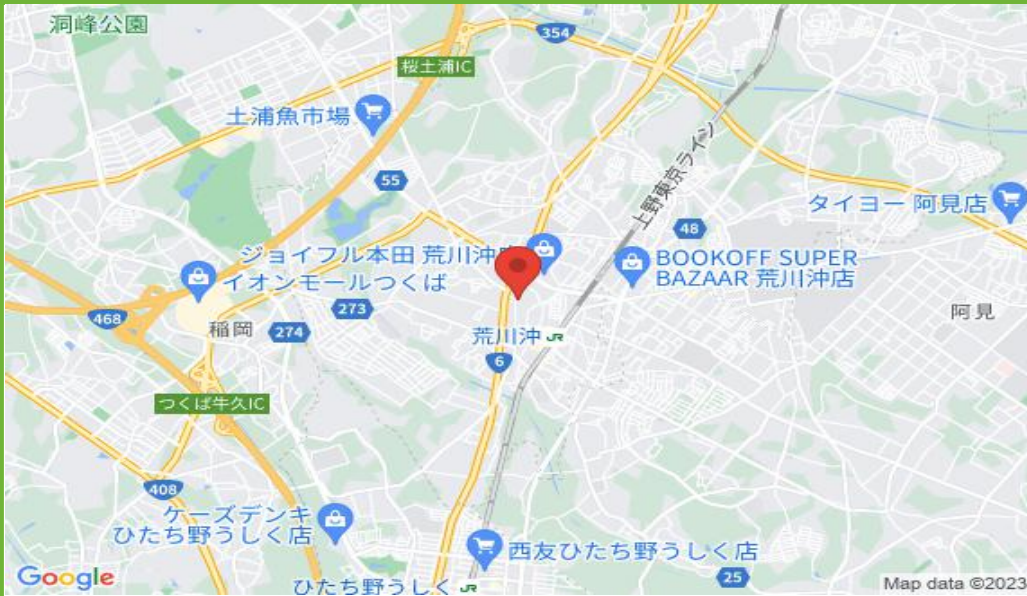 洞峰公園
354
桜土浦IC
土浦魚市場
上野東京ライン
55
タイヨー 阿見店
48
ジョイフル本田 荒川沖
BOOKOFF SUPER
BAZAAR 荒川沖店
イオンモールつくば
273
阿見
468
稲岡
274
荒川沖 JR
6
つくば牛久IC
408
ケーズデンキ
ひたち野うしく店
西友ひたち野うしく店
25
ひたち野うしく JR
Google
Map data ©2023